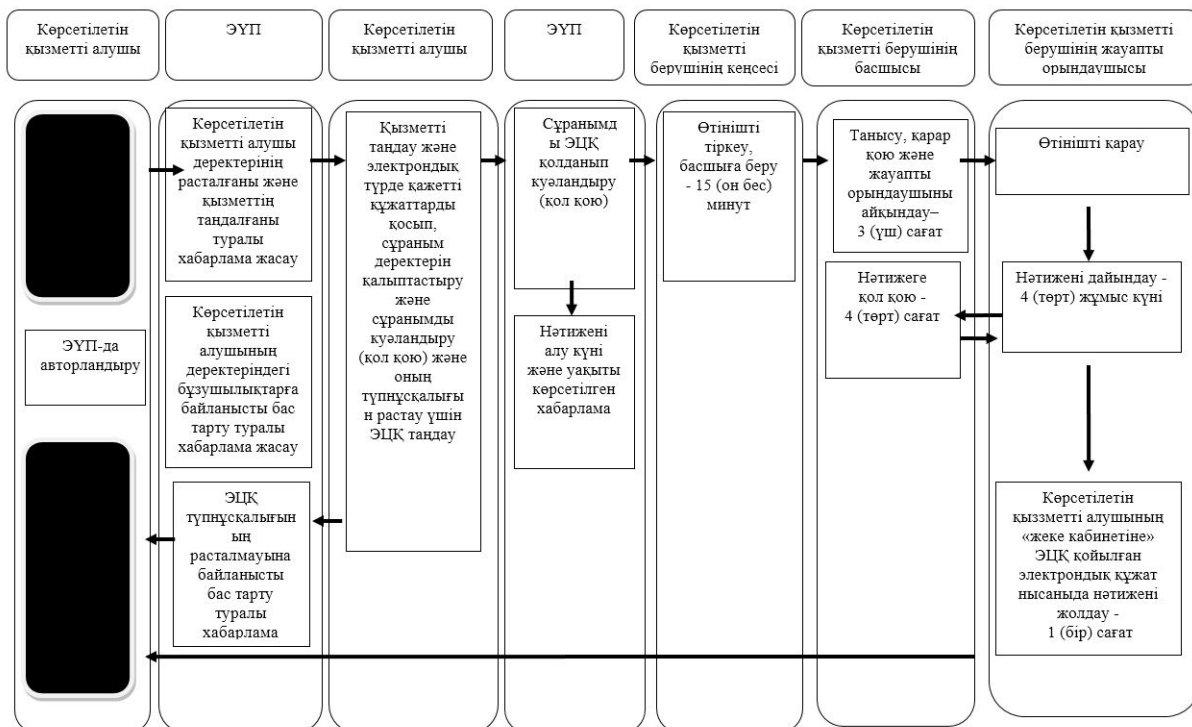 Көрсетілетін
қызметті алушы
ЭҮП
Көрсетілетін
қызметті алушы
ЭҮП
Көрсетілетін
қызметті
берушінің кеңсесі
Көрсетілетін
қызметті берушінің
басшысы
Көрсетілетін қызметті
берушінің жауапты
орындаушысы
ЭҮП-да
авторландыру
Көрсетілетін
қызметті алушы
деректерінің
расталғаны және
қызметтің
таңдалғаны
туралы
хабарлама жасау
Көрсетілетін
қызметті
алушының
деректеріндегі
бұзушылықтарға
байланысты бас
тарту туралы
хабарлама жасау
ЭЦҚ
түпнұсқалығын
ың
расталмауына
байланысты
бас тарту
туралы
хабарлама
Қызметті
таңдау және
электрондық
түрде қажетті
құжаттарды
қосып,
сұраным
деректерін
қалыптастыру
және
сұранымды
куәландыру
(қол қою) және
оның
түпнұсқалығы
н растау үшін
ЭЦҚ таңдау
Сұранымд
ы ЭЦҚ
қолданып
куәландыру
(қол қою)
Нәтижені
алу күні
және уақыты
көрсетілген
хабарлама
Өтінішті
тіркеу,
басшыға беру
- 15 (он бес)
минут
Танысу, қарар
қою және
жауапты
орындаушыны
айқындау–
3 (үш) сағат
Нәтижеге
қол қою -
4 (төрт) сағат
Өтінішті қарау
Нәтижені дайындау -
4 (төрт) жұмыс күні
Көрсетілетін
қыззметті алушының
«жеке кабинетіне»
ЭЦҚ қойылған
электрондық құжат
нысаныда нәтижені
жолдау -
1 (бір) сағат